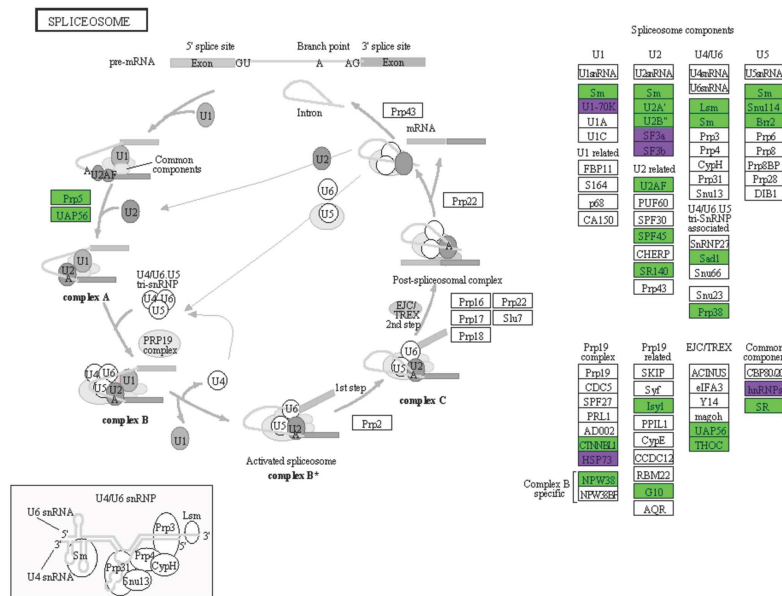 SPLICEOSOME
5' splice site
Branch point
3' splice site
pre-mRNA
Exon
GU
A
AG
Exon
U1
Intron
Prp43
mRNA
U1
A
U2AF
Common
components
U2
U6
U5
Prp22
Prp5
UAP56
U2
U1
U2
A
complex A
U4/U6.U5
tri-snRNP
U4
U6
U5
A
Post-spliceosomal complex
EJC/
TREX
2nd step
Prp16
Prp22
Prp17
Slu7
Prp18
PRP19
complex
U4
U6
U1
U5
U2
A
complex B
U4
U1
U6
U5
U2
A
1st step
Prp2
Activated spliceosome
complex B*
U6
U5
U2
A
complex C
U4/U6 snRNP
U6 snRNA
5'
3'
Sm
U4 snRNA
Prp31
Prp4
Snu13
CypH
Prp3
5'
Lsm
3'
Spliceosome components
U1
U1snRNA
Sm
U1-70K
U1A
U1C
U1 related
FBP11
S164
p68
CA150
U2
U2snRNA
Sm
U2A'
U2B"
SF3a
SF3b
U2 related
U2AF
PUF60
SPF30
SPF45
CHERP
SR140
Prp43
U4/U6
U4snRNA
U6snRNA
Lsm
Sm
Prp3
Prp4
CypH
Prp31
Snu13
U4/U6.U5
tri-SnRNP
associated
SnRNP27
Sad1
Snu66
Snu23
Prp38
U5
U5snRNA
Sm
Snu114
Brr2
Prp6
Prp8
Prp8BP
Prp28
DIB1
Prp19
complex
Prp19
CDC5
SPF27
PRL1
AD002
CTNNBL1
HSP73
Complex B
specific
NPW38
NPW38BP
Prp19
related
SKIP
Syf
Isy1
PPIL1
CypE
CCDC12
RBM22
G10
AQR
EJC/TREX
ACINUS
eIFA3
Y14
magoh
UAP56
THOC
Common
CBP80/20
hnRNPs
SR